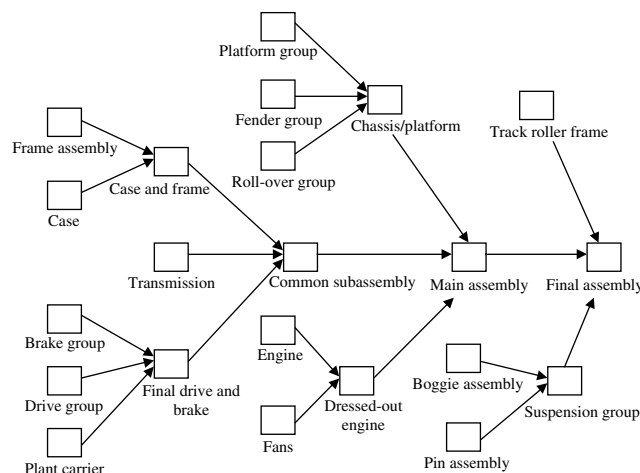 Platform group
Fender group
Chassis/platform
Track roller frame
Frame assembly
Roll-over group
Case and frame
Case
Transmission
Common subassembly
Main assembly
Final assembly
Brake group
Engine
Boggie assembly
Drive group
Final drive and
brake
Dressed-out
engine
Suspension group
Fans
Plant carrier
Pin assembly